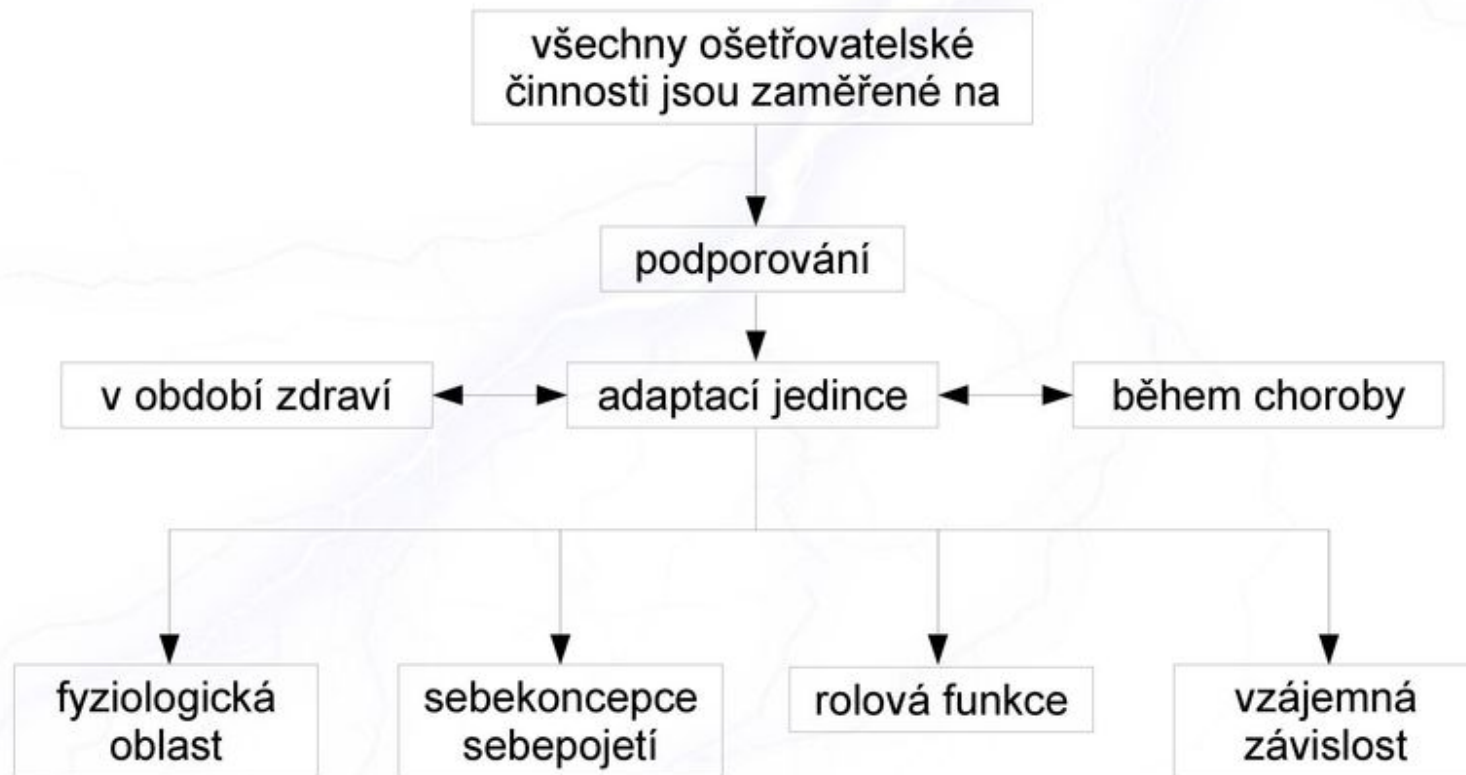 všechny ošetřovatelské
činnosti jsou zaměřené na
podporování
v období zdraví
adaptací jedince
během choroby
fyziologická
oblast
sebekoncepce
sebepojetí
rolová funkce
vzájemná
závislost